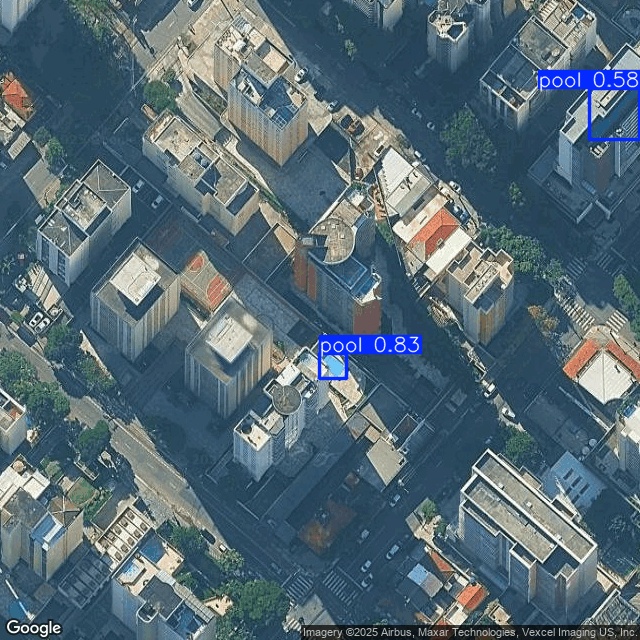 pool 0.58
pool 0.83
Google
Imagery ©2025 Airbus, Maxar Technologies, Vexcel Imaging US, Inc.